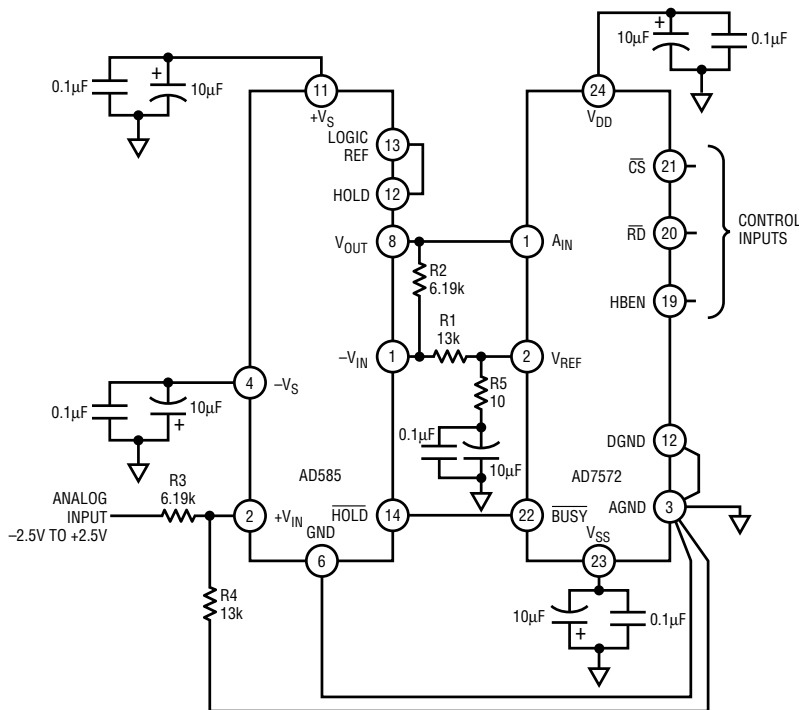 0.1µF
+
10µF
11
+VS
LOGIC
REF
13
HOLD
12
VOUT
8
R2
6.19k
R1
13k
–VIN
1
4
–VS
0.1µF
10µF
+
AD585
R3
6.19k
ANALOG
INPUT
–2.5V TO +2.5V
2
+VIN
GND
6
HOLD
14
R4
13k
10µF
+
0.1µF
24
VDD
CS
21
RD
20
HBEN
19
CONTROL
INPUTS
1
AIN
2
VREF
R5
10
0.1µF
10µF
DGND
12
AD7572
AGND
3
22
BUSY
VSS
23
10µF
+
0.1µF